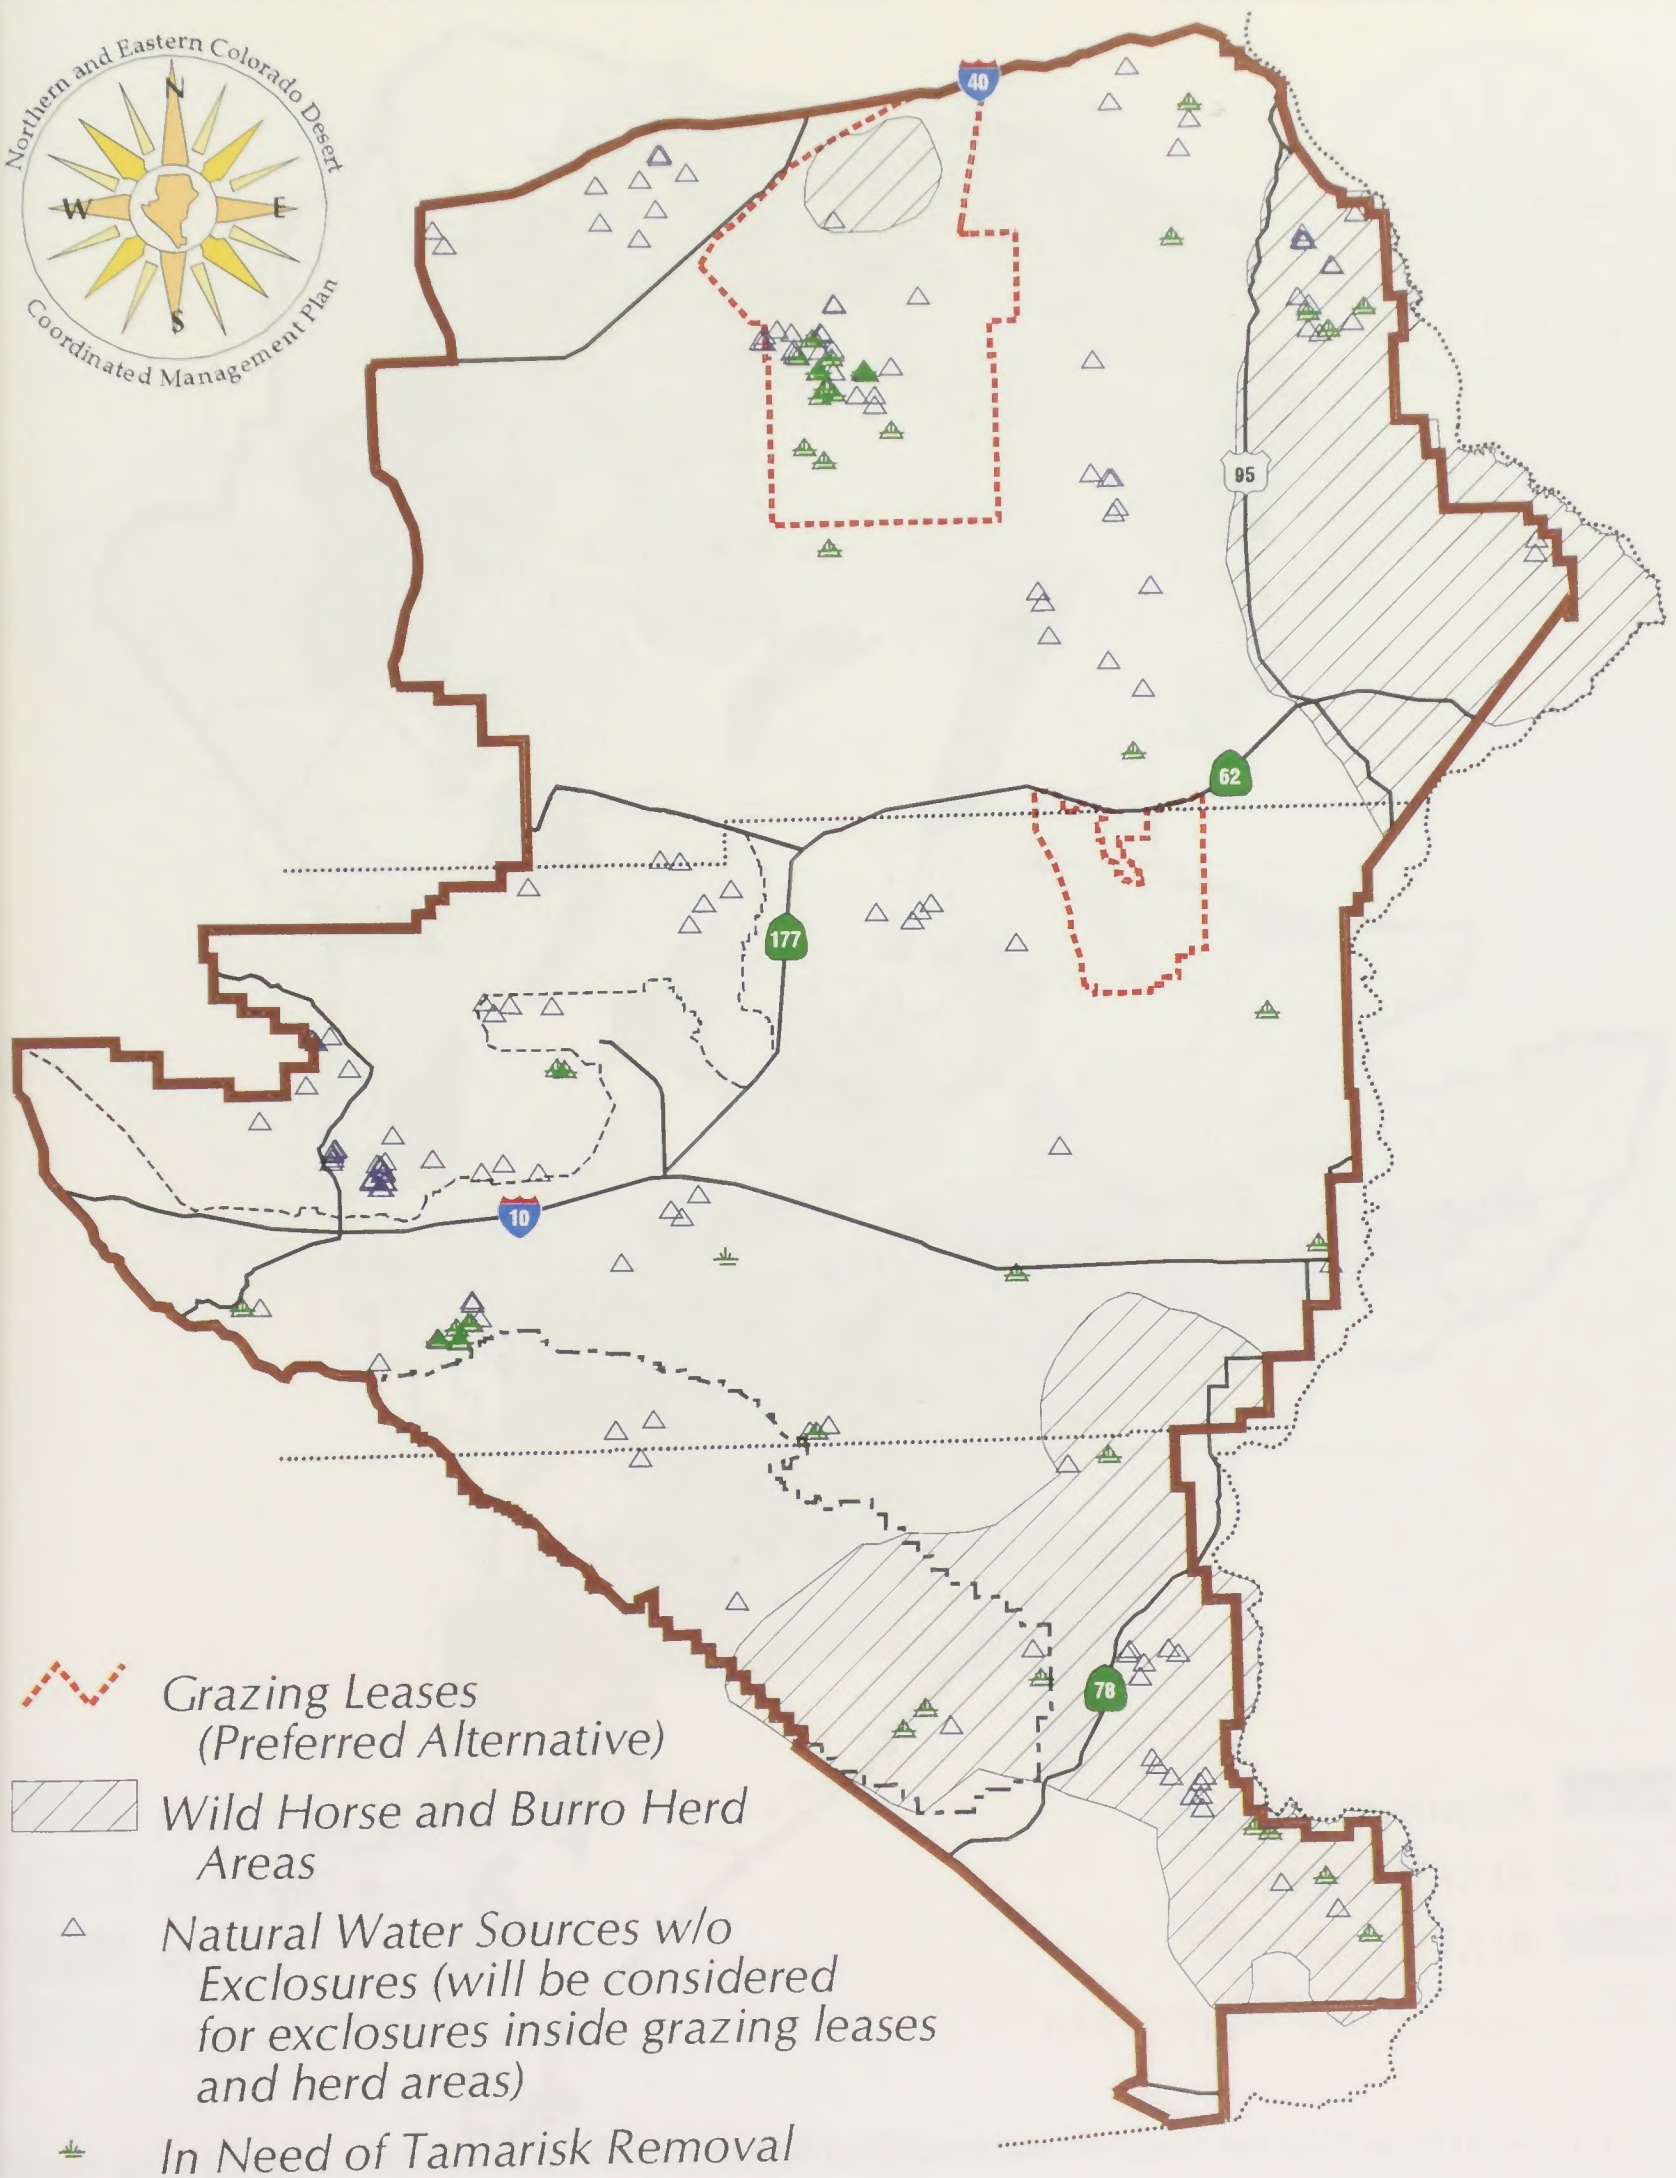 Northern and Eastern Colorado Desert
N
W
E
S
Coordinated Management Plan
40
95
62
177
10
78
Grazing Leases
(Preferred Alternative)
Wild Horse and Burro Herd
Areas
Natural Water Sources w/o
Exclosures (will be considered
for exclosures inside grazing leases
and herd areas)
In Need of Tamarisk Removal